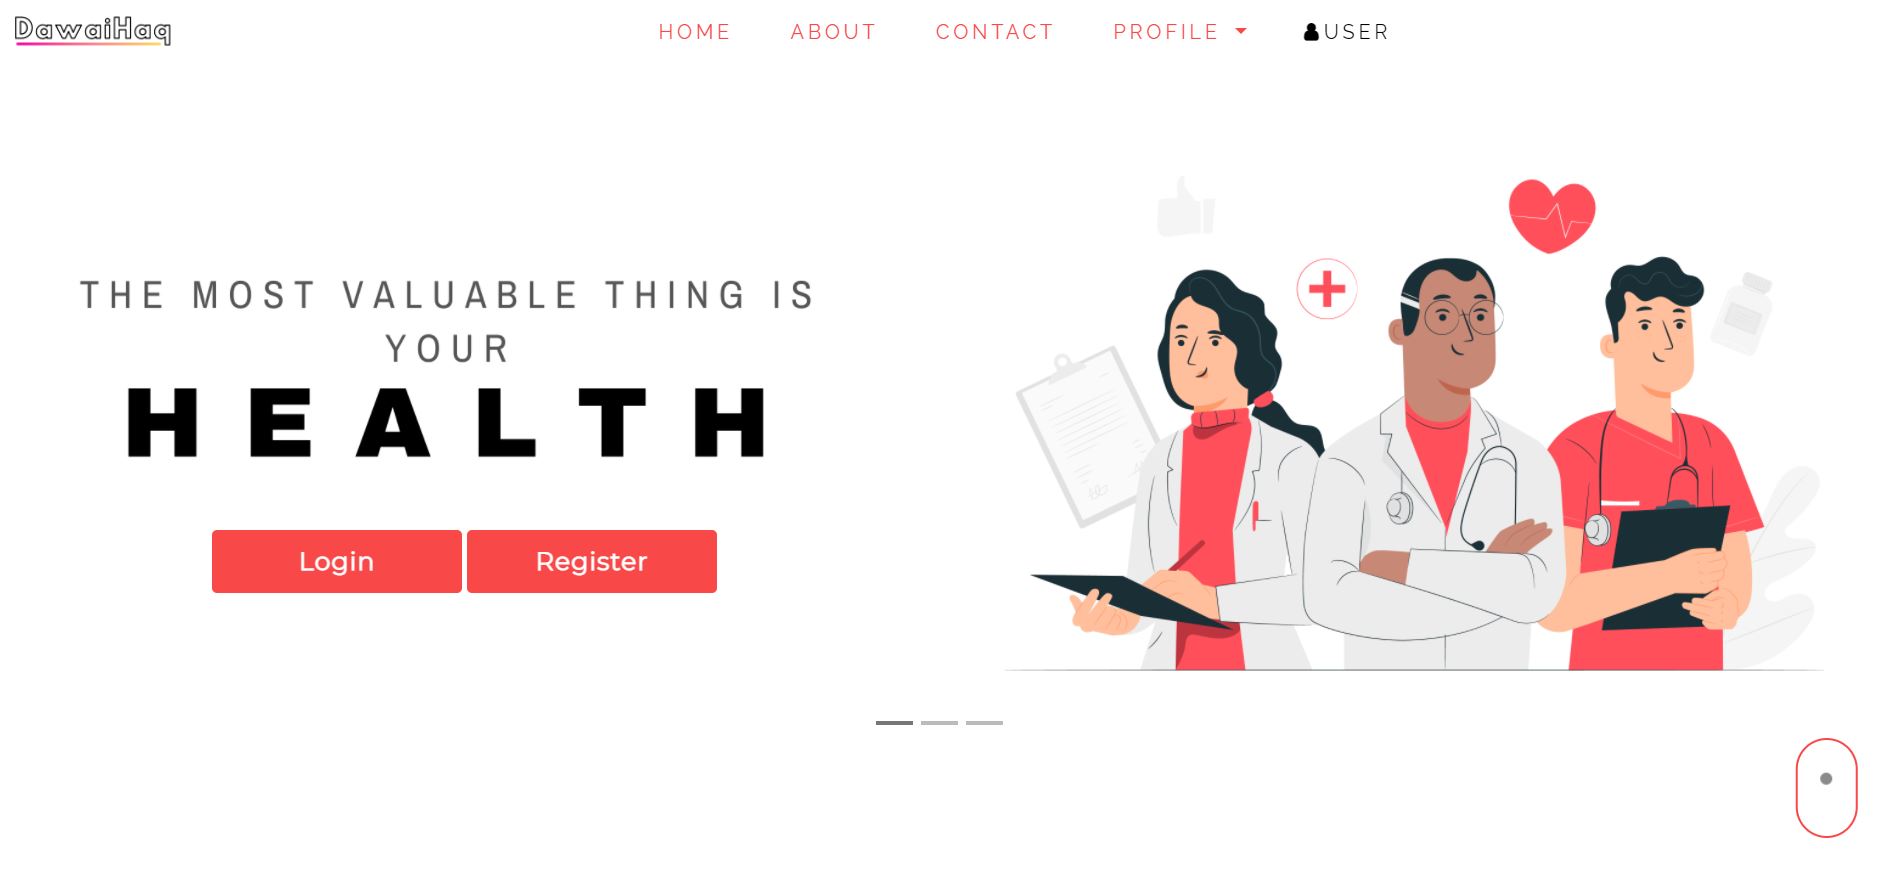 DawaiHaq
HOME ABOUT CONTACT PROFILE USER
THE MOST VALUABLE THING IS
YOUR
HEALTH
Login Register